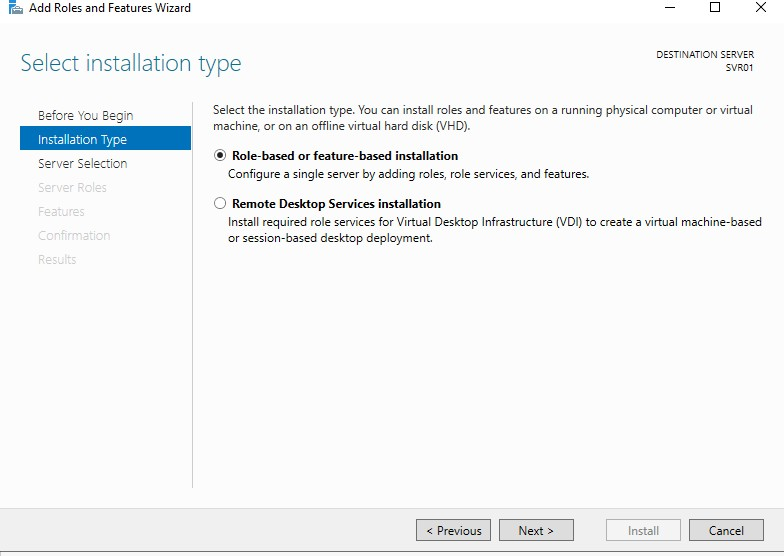 Add Roles and Features Wizard
Select installation type
DESTINATION SERVER
SVR01
Before You Begin
Installation Type
Server Selection
Server Roles
Features
Confirmation
Results
Select the installation type. You can install roles and features on a running physical computer or virtual
machine, or on an offline virtual hard disk (VHD).
Role-based or feature-based installation
Configure a single server by adding roles, role services, and features.
Remote Desktop Services installation
Install required role services for Virtual Desktop Infrastructure (VDI) to create a virtual machine-based
or session-based desktop deployment.
< Previous
Next >
Install
Cancel